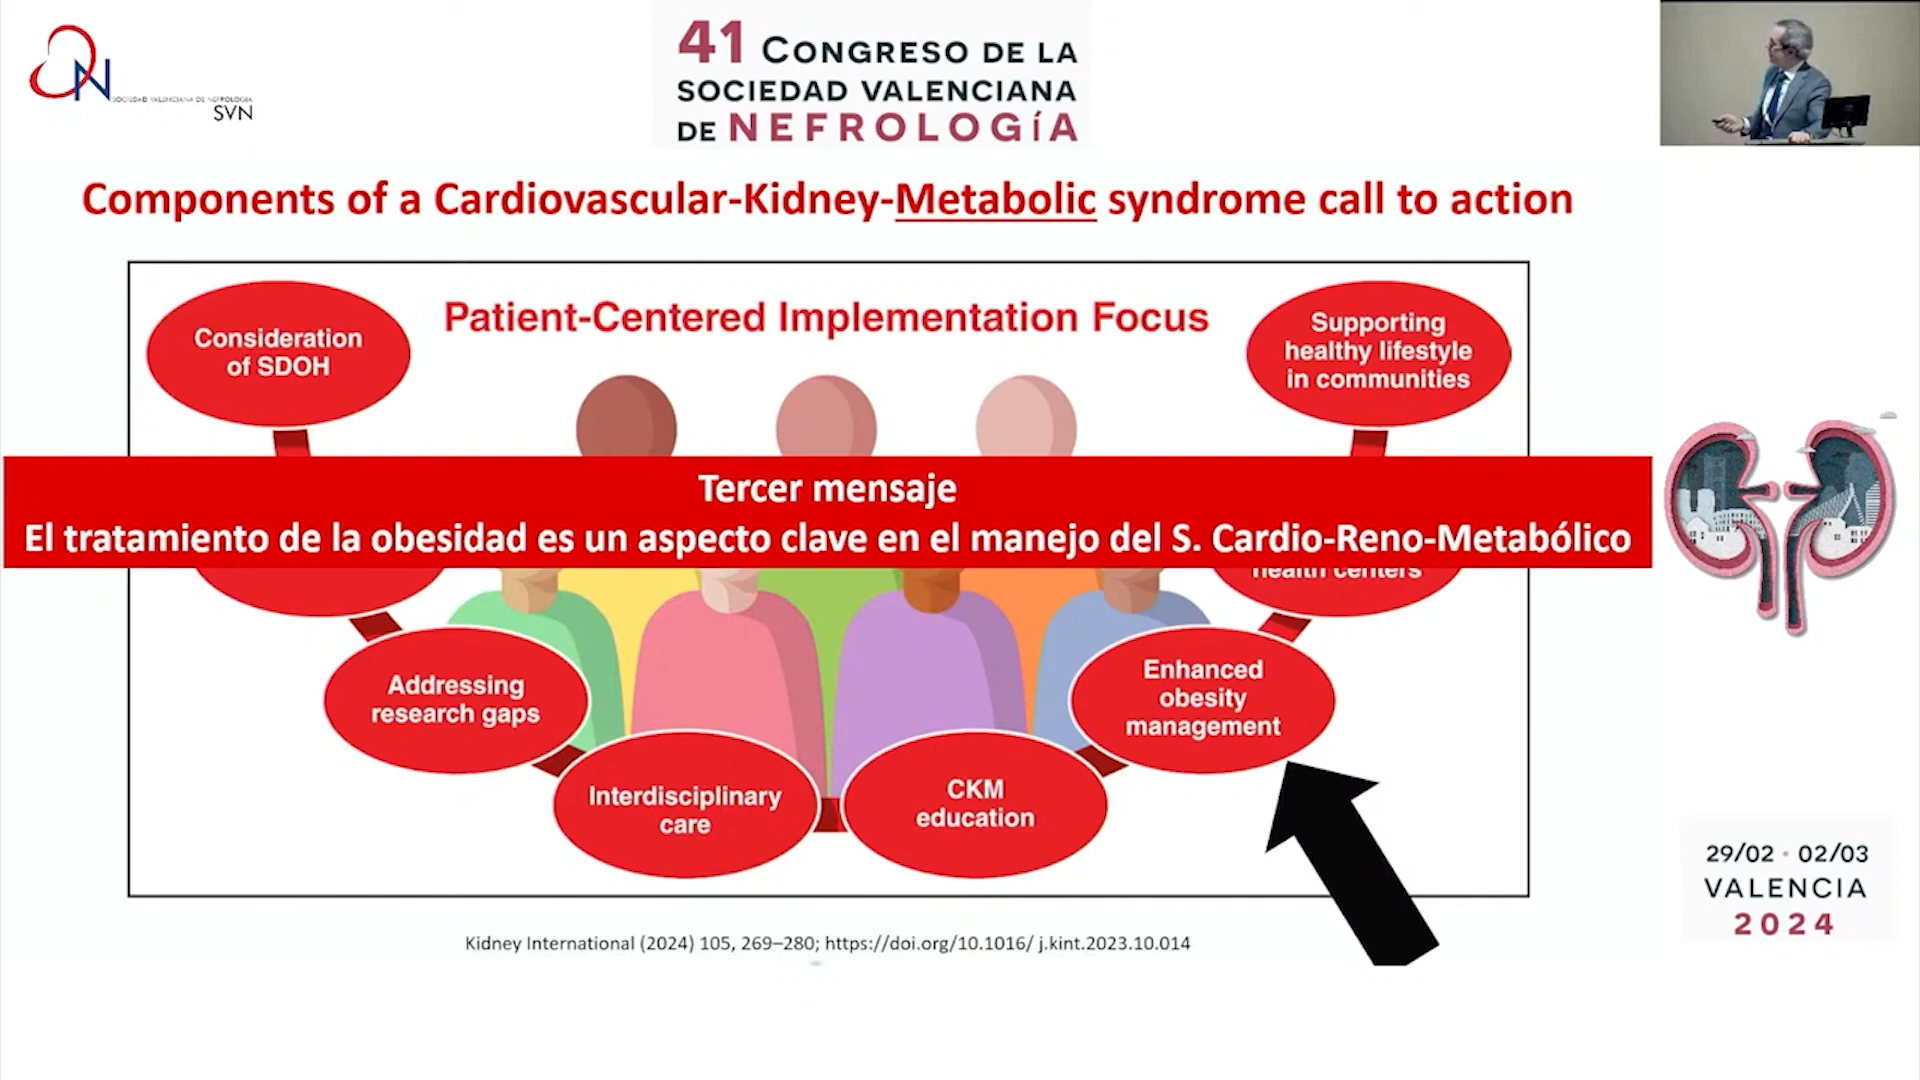 SOCIEDAD VALENCIANA DE NEFROLOGÍA
SVN
41 CONGRESO DE LA
SOCIEDAD VALENCIANA
DE NEFROLOGÍA
Components of a Cardiovascular-Kidney-Metabolic syndrome call to action
Patient-Centered Implementation Focus
Consideration
of SDOH
Supporting
healthy lifestyle
in communities
Tercer mensaje
El tratamiento de la obesidad es un aspecto clave en el manejo del S. Cardio-Reno-Metabólico
health centers
Addressing
research gaps
Enhanced
obesity
management
Interdisciplinary
care
CKM
education
29/02 · 02/03
VALENCIA
2024
Kidney International (2024) 105, 269–280; https://doi.org/10.1016/ j.kint.2023.10.014